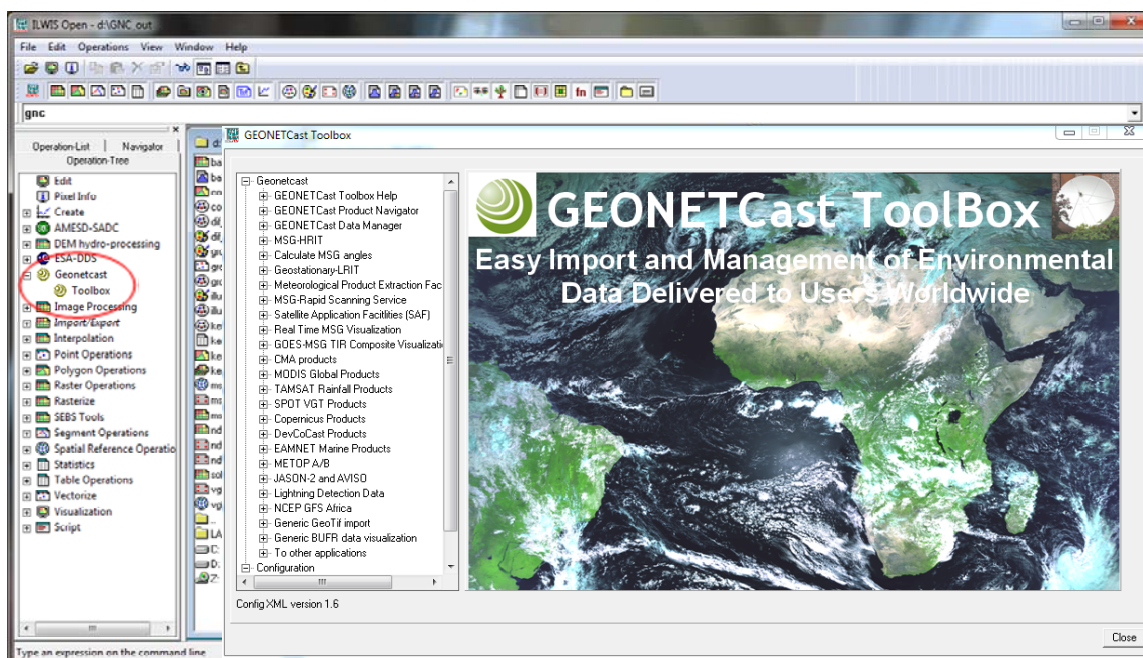 ILWIS Open - d:\GNC out
File Edit Operations View Window Help
fn
gnc
Operation-List Navigator
Operation-Tree
Edit
Pixel Info
Create
AMESD-SADC
DEM hydro-processing
ESA-DDS
Geonetcast
Toolbox
Image Processing
Import/Export
Interpolation
Point Operations
Polygon Operations
Raster Operations
Rasterize
SEBS Tools
Segment Operations
Spatial Reference Operatio
Statistics
Table Operations
Vectorize
Visualization
Script
GEONETCast Toolbox
Geonetcast
GEONETCast Toolbox Help
GEONETCast Product Navigator
GEONETCast Data Manager
MSG-HRIT
Calculate MSG angles
Geostationary-LRIT
Meteorological Product Extraction Fac
MSG-Rapid Scanning Service
Satellite Application Facitlities (SAF)
Real Time MSG Visualization
GOES-MSG TIR Composite Visualizati
CMA products
MODIS Global Products
TAMSAT Rainfall Products
SPOT VGT Products
Copernicus Products
DevCoCast Products
EAMNET Marine Products
METOP A/B
JASON-2 and AVISO
Lightning Detection Data
NCEP GFS Africa
Generic GeoTif import
Generic BUFR data visualization
To other applications
Configuration
GEONETCast ToolBox
Easy Import and Management of Environmental
Data Delivered to Users Worldwide
Config XML version 1.6
Close
Type an expression on the command line